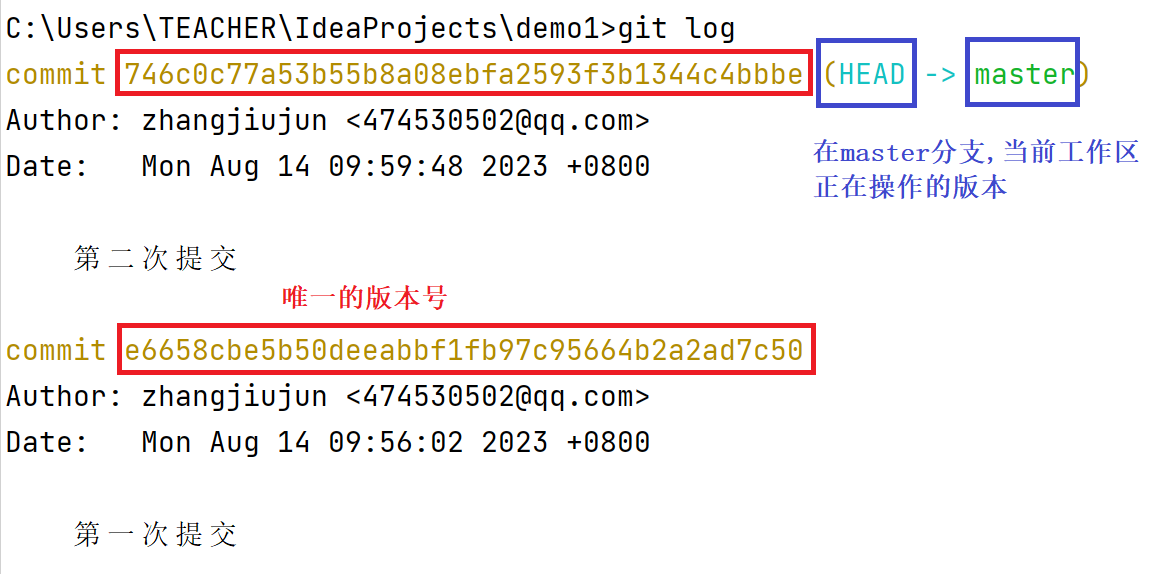 C:\Users\TEACHER\IdeaProjects\demo1>git log
commit 746c0c77a53b55b8a08ebfa2593f3b1344c4bbbe (HEAD -> master)
Author: zhangjiujun <474530502@qq.com>
Date:   Mon Aug 14 09:59:48 2023 +0800
在master分支,当前工作区
正在操作的版本
第二次提交
唯一的版本号
commit e6658cbe5b50deeabbf1fb97c95664b2a2ad7c50
Author: zhangjiujun <474530502@qq.com>
Date:   Mon Aug 14 09:56:02 2023 +0800
第一次提交